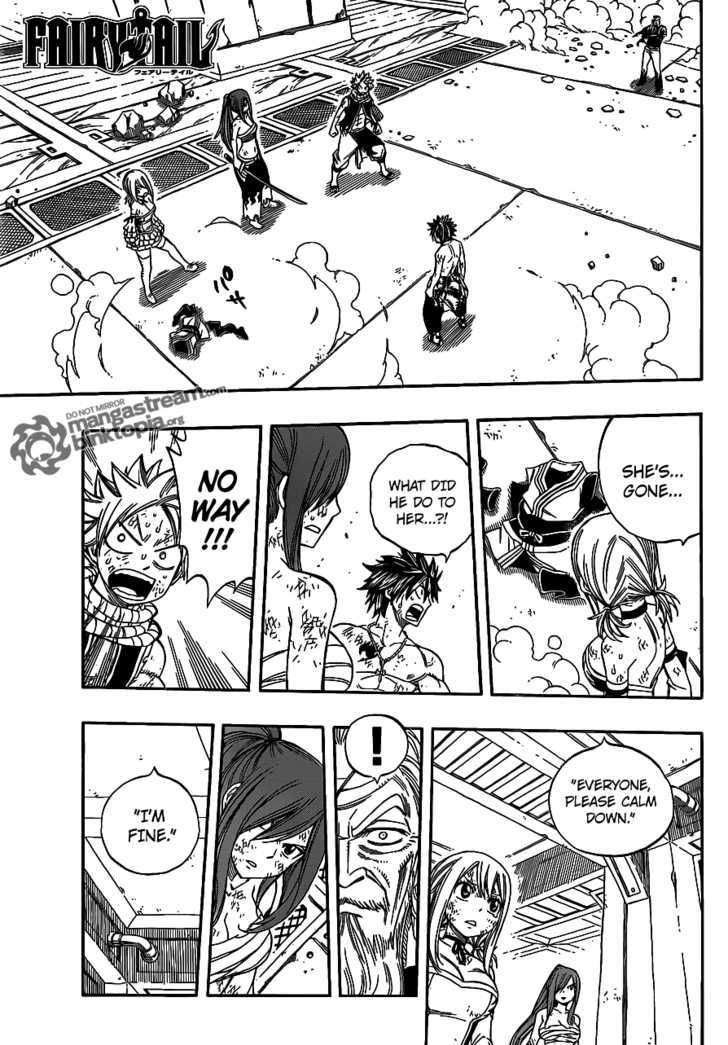 FAIRY TAIL
フェアリーテイル
DO NOT MIRROR
mangastream.com
binktopia.org
SHE'S...
GONE...
WHAT DID
HE DO TO
HER...?!
NO
WAY
!!!
"EVERYONE,
PLEASE CALM
DOWN."
!
"I'M
FINE."